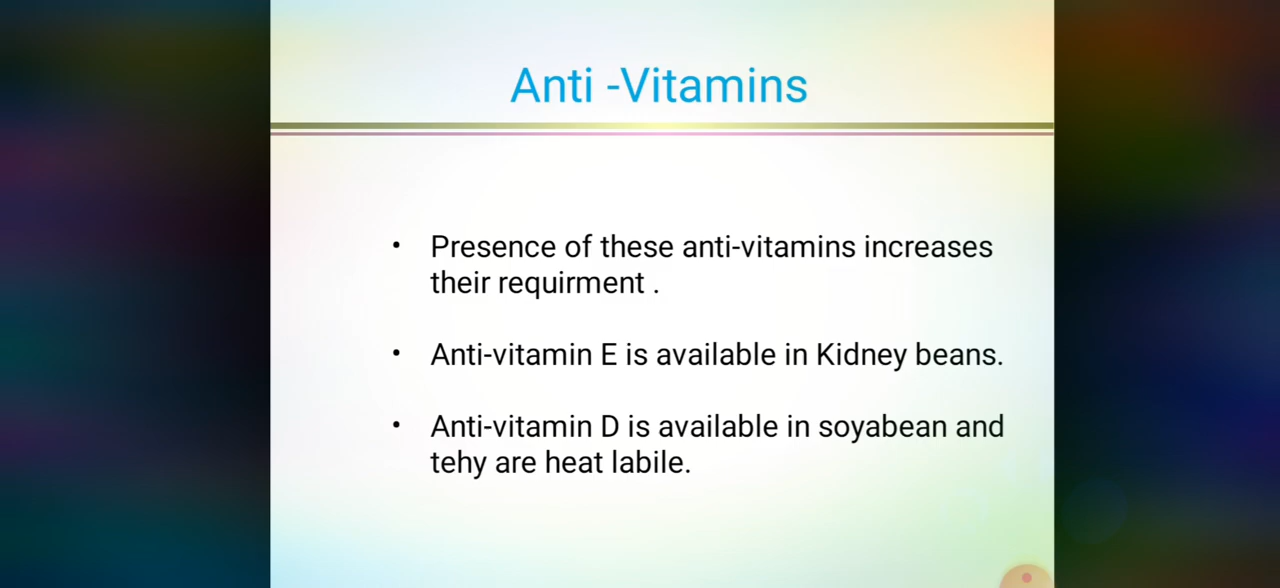 Anti -Vitamins
• Presence of these anti-vitamins increases
their requirment .
• Anti-vitamin E is available in Kidney beans.
• Anti-vitamin D is available in soyabean and
tehy are heat labile.